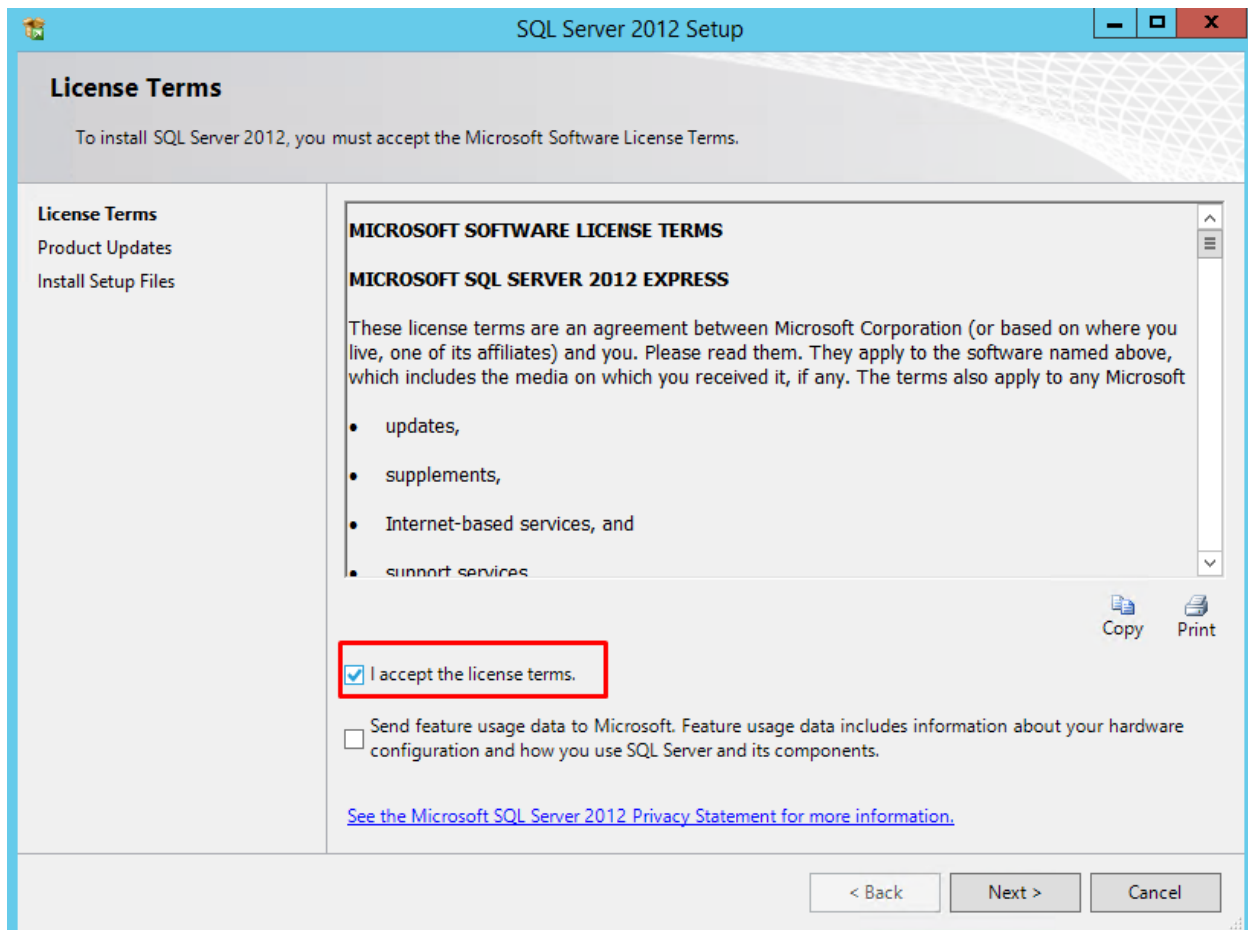 SQL Server 2012 Setup
License Terms
To install SQL Server 2012, you must accept the Microsoft Software License Terms.
License Terms
Product Updates
Install Setup Files
MICROSOFT SOFTWARE LICENSE TERMS
MICROSOFT SQL SERVER 2012 EXPRESS
These license terms are an agreement between Microsoft Corporation (or based on where you
live, one of its affiliates) and you. Please read them. They apply to the software named above,
which includes the media on which you received it, if any. The terms also apply to any Microsoft
• updates,
• supplements,
• Internet-based services, and
• support services
Copy Print
I accept the license terms.
Send feature usage data to Microsoft. Feature usage data includes information about your hardware
configuration and how you use SQL Server and its components.
See the Microsoft SQL Server 2012 Privacy Statement for more information.
< Back Next > Cancel